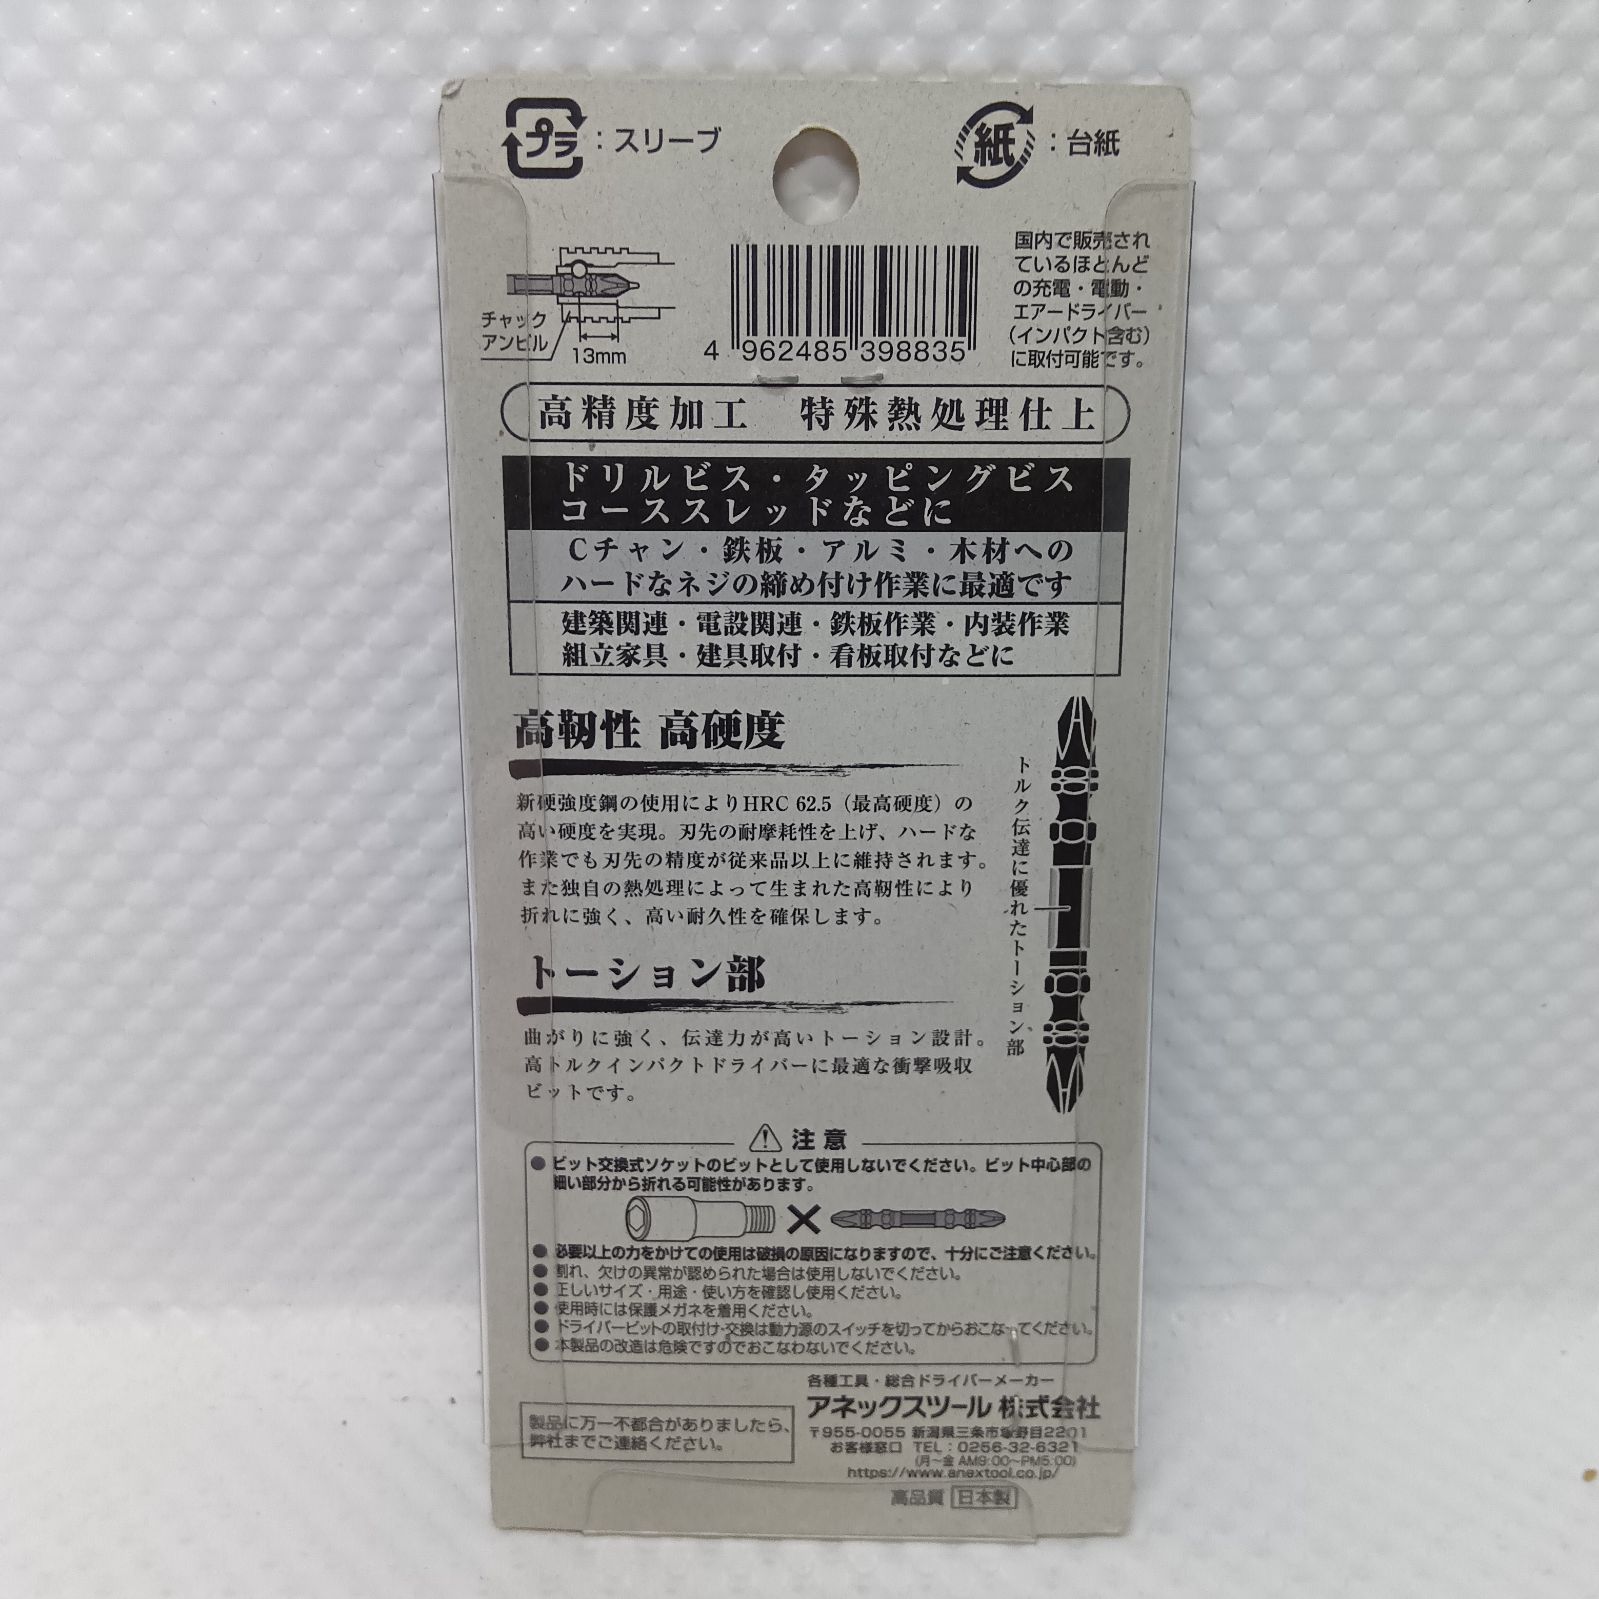 プラ：スリーブ
紙：台紙
チャック
アンビル
13mm
4 962485 398835
国内で販売され
ているほとんど
の充電・電動・
エアードライバー
(インパクト含む)
に取付可能です。
高精度加工　特殊熱処理仕上
ドリルビス・タッピングビス
コーススレッドなどに
Cチャン・鉄板・アルミ・木材への
ハードなネジの締め付け作業に最適です
建築関連・電設関連・鉄板作業・内装作業
組立家具・建具取付・看板取付などに
高靭性 高硬度
新硬強度鋼の使用によりHRC 62.5（最高硬度）の
高い硬度を実現。刃先の耐摩耗性を上げ、ハードな
作業でも刃先の精度が従来品以上に維持されます。
また独自の熱処理によって生まれた高靭性により
折れに強く、高い耐久性を確保します。
トルク伝達に優れたトーション部
トーション部
曲がりに強く、伝達力が高いトーション設計。
高トルクインパクトドライバーに最適な衝撃吸収
ビットです。
注意
●ビット交換式ソケットのビットとして使用しないでください。ビット中心部の
細い部分から折れる可能性があります。
●必要以上の力をかけての使用は破損の原因になりますので、十分にご注意ください。
●割れ、欠けの異常が認められた場合は使用しないでください。
●正しいサイズ・用途・使い方を確認し使用ください。
●使用時には保護メガネを着用ください。
●ドライバービットの取付け・交換は動力源のスイッチを切ってからおこなってください。
●本製品の改造は危険ですのでおこなわないでください。
製品に万一不都合がありましたら、
弊社までご連絡ください。
各種工具・総合ドライバーメーカー
アネックスツール 株式会社
〒955-0055 新潟県三条市塚野目2201
お客様窓口 TEL：0256-32-6321
(月～金 AM9:00～PM5:00)
https://www.anextool.co.jp/
高品質 日本製